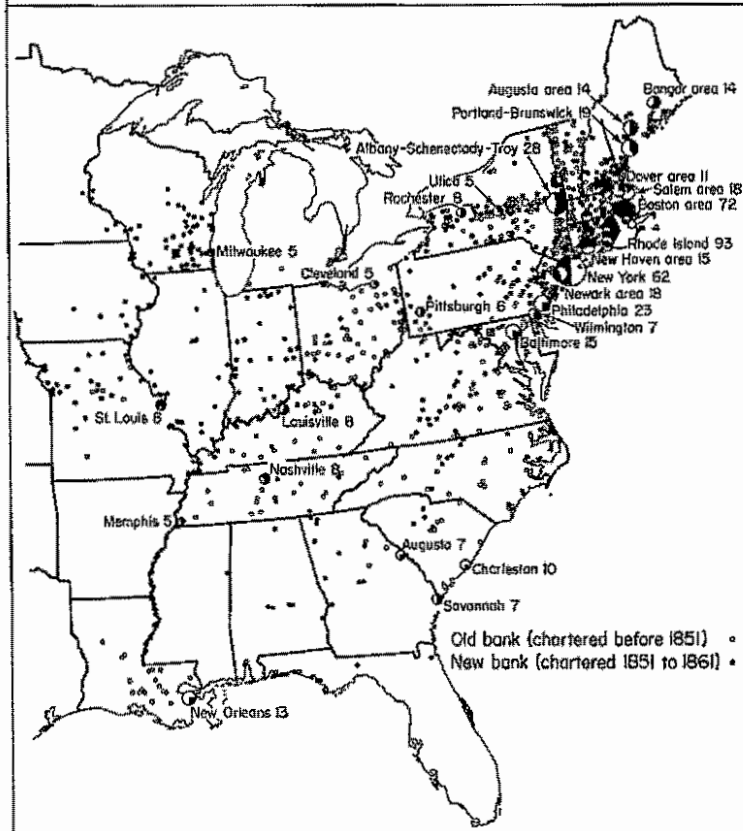 Augusta area 14
Bangor area 14
Portland-Brunswick 19
Albany-Schenectady-Troy 28
Dover area 11
Utica 5
Salem area 18
Rochester 8
Boston area 72
Rhode Island 93
Milwaukee 5
New Haven area 15
Cleveland 5
New York 62
Newark area 18
Pittsburgh 6
Philadelphia 23
Wilmington 7
Baltimore 15
St. Louis 6
Louisville 8
Nashville 8
Memphis 5
Augusta 7
Charleston 10
Savannah 7
Old bank (chartered before 1851)
New bank (chartered 1851 to 1861)
New Orleans 13